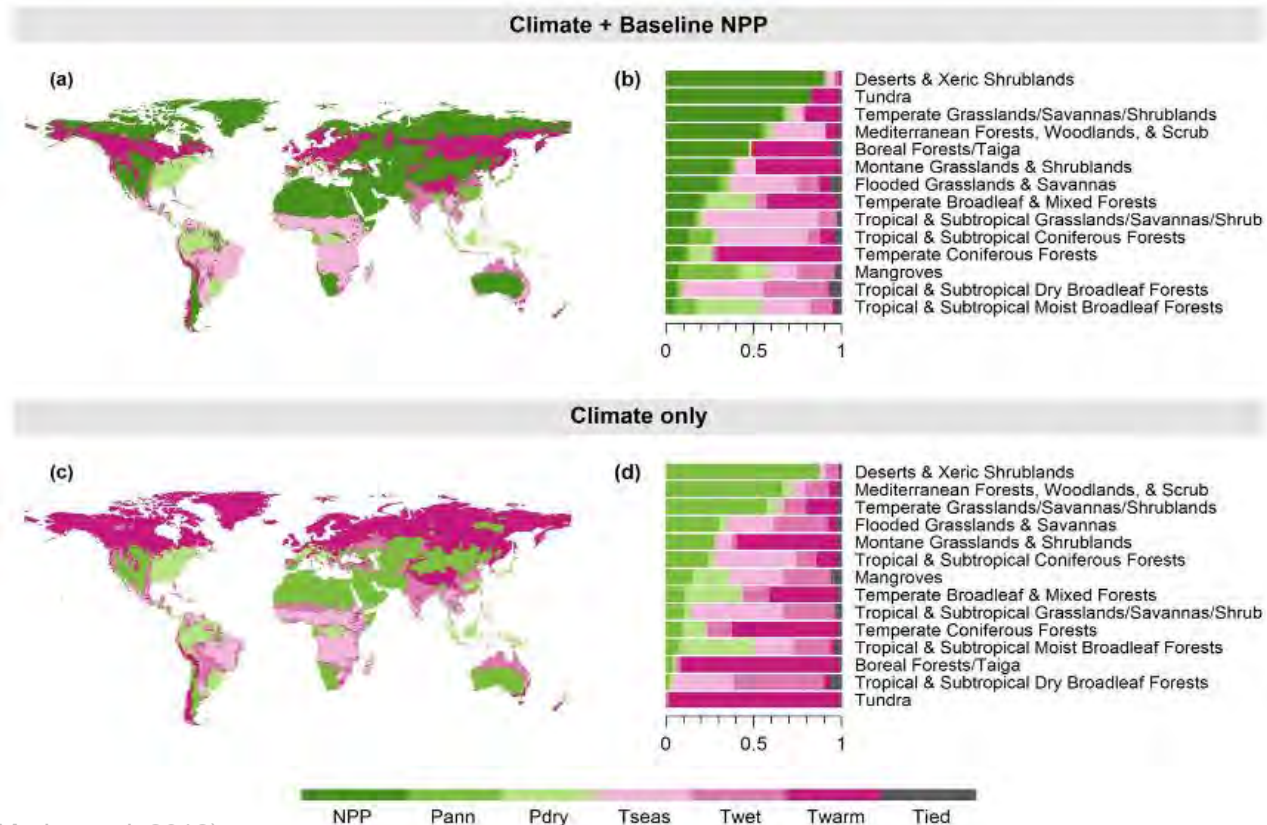 Climate + Baseline NPP
(a)
(b)
Deserts & Xeric Shrublands
Tundra
Temperate Grasslands/Savannas/Shrublands
Mediterranean Forests, Woodlands, & Scrub
Boreal Forests/Taiga
Montane Grasslands & Shrublands
Flooded Grasslands & Savannas
Temperate Broadleaf & Mixed Forests
Tropical & Subtropical Grasslands/Savannas/Shrub
Tropical & Subtropical Coniferous Forests
Temperate Coniferous Forests
Mangroves
Tropical & Subtropical Dry Broadleaf Forests
Tropical & Subtropical Moist Broadleaf Forests
0 0.5 1
Climate only
(c)
(d)
Deserts & Xeric Shrublands
Mediterranean Forests, Woodlands, & Scrub
Temperate Grasslands/Savannas/Shrublands
Flooded Grasslands & Savannas
Montane Grasslands & Shrublands
Tropical & Subtropical Coniferous Forests
Mangroves
Temperate Broadleaf & Mixed Forests
Tropical & Subtropical Grasslands/Savannas/Shrub
Temperate Coniferous Forests
Tropical & Subtropical Moist Broadleaf Forests
Boreal Forests/Taiga
Tropical & Subtropical Dry Broadleaf Forests
Tundra
0 0.5 1
NPP Pann Pdry Tseas Twet Twarm Tied